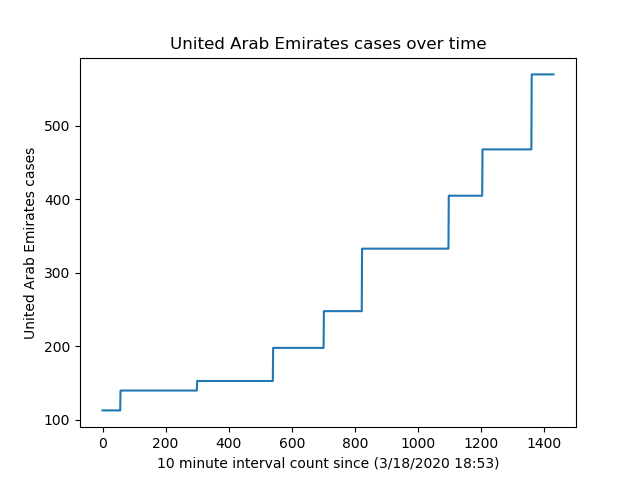 United Arab Emirates cases over time
United Arab Emirates cases
500
400
300
200
100
0 200 400 600 800 1000 1200 1400
10 minute interval count since (3/18/2020 18:53)